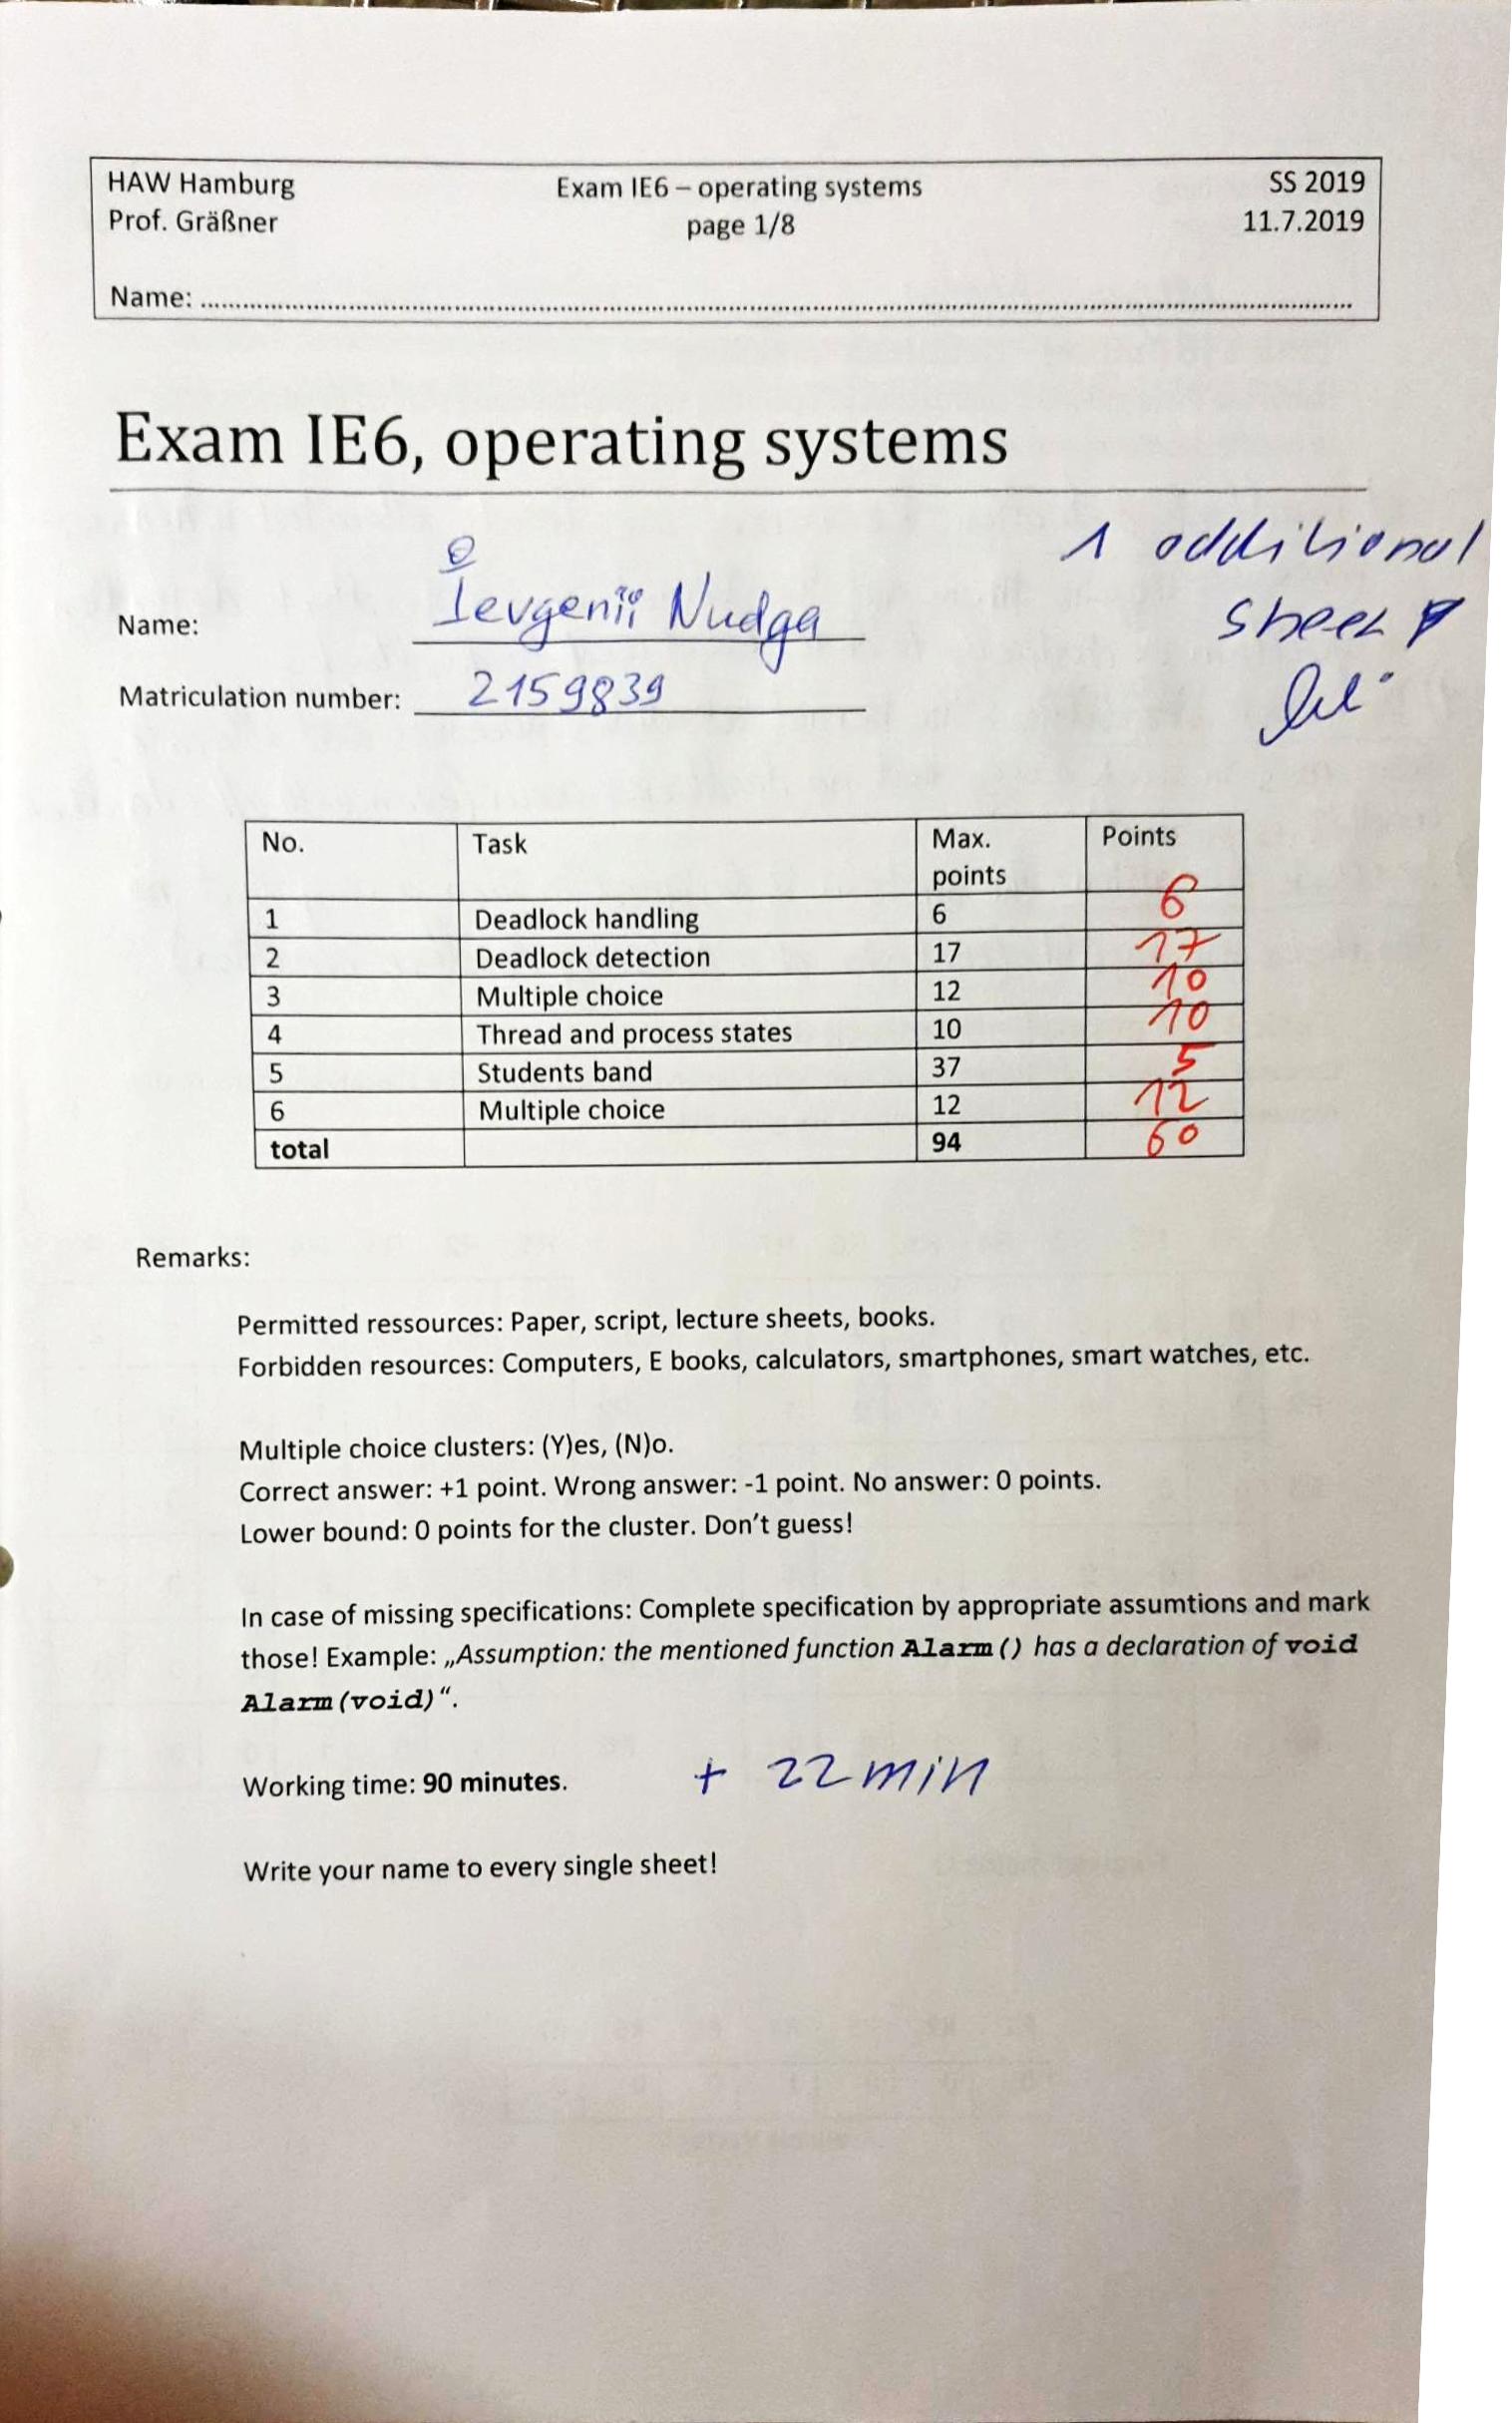 HAW Hamburg Exam IE6 – operating systems SS 2019
Prof. Gräßner page 1/8 11.7.2019
Name: ..........
Exam IE6, operating systems
1 additional
sheet
Name: Ievgenii Nudga
Matriculation number: 2159839
No. Task Max. points Points
1 Deadlock handling 6 6
2 Deadlock detection 17 17
3 Multiple choice 12 10
4 Thread and process states 10 10
5 Students band 37 5
6 Multiple choice 12 12
total 94 60
Remarks:
Permitted ressources: Paper, script, lecture sheets, books.
Forbidden resources: Computers, E books, calculators, smartphones, smart watches, etc.
Multiple choice clusters: (Y)es, (N)o.
Correct answer: +1 point. Wrong answer: -1 point. No answer: 0 points.
Lower bound: 0 points for the cluster. Don't guess!
In case of missing specifications: Complete specification by appropriate assumtions and mark
those! Example: „Assumption: the mentioned function Alarm() has a declaration of void
Alarm(void)“.
Working time: 90 minutes. + 22 min
Write your name to every single sheet!